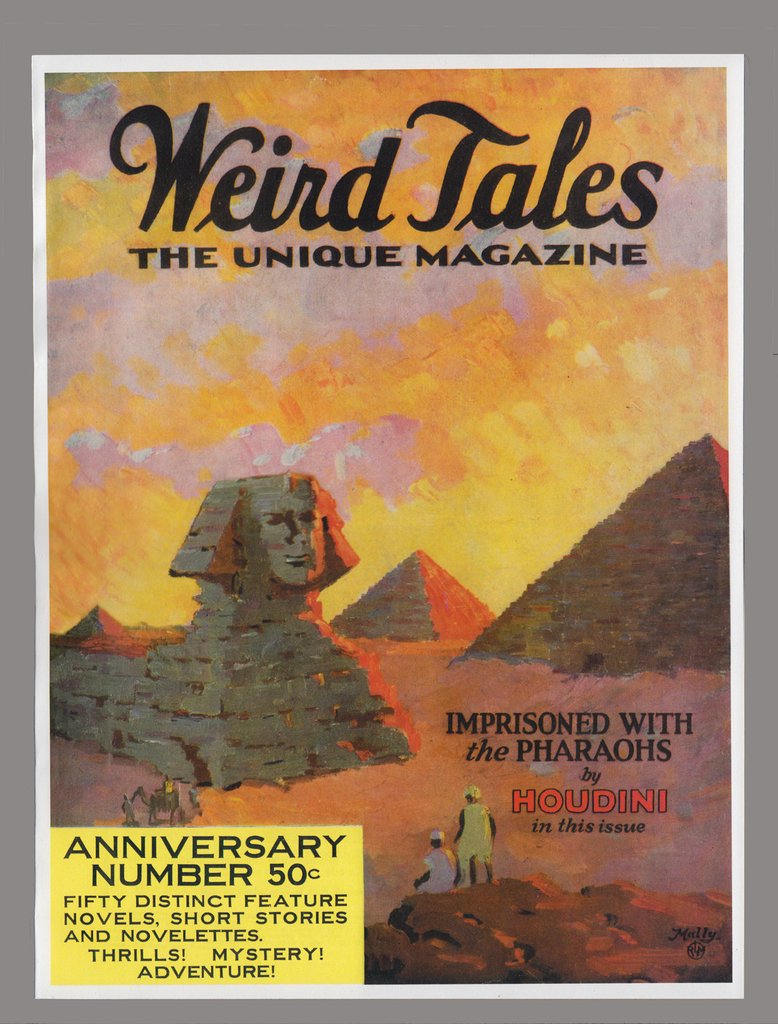 Weird Tales
THE UNIQUE MAGAZINE
IMPRISONED WITH
the PHARAOHS
by
HOUDINI
in this issue
ANNIVERSARY
NUMBER 50c
FIFTY DISTINCT FEATURE
NOVELS, SHORT STORIES
AND NOVELETTES.
THRILLS! MYSTERY!
ADVENTURE!
Mally